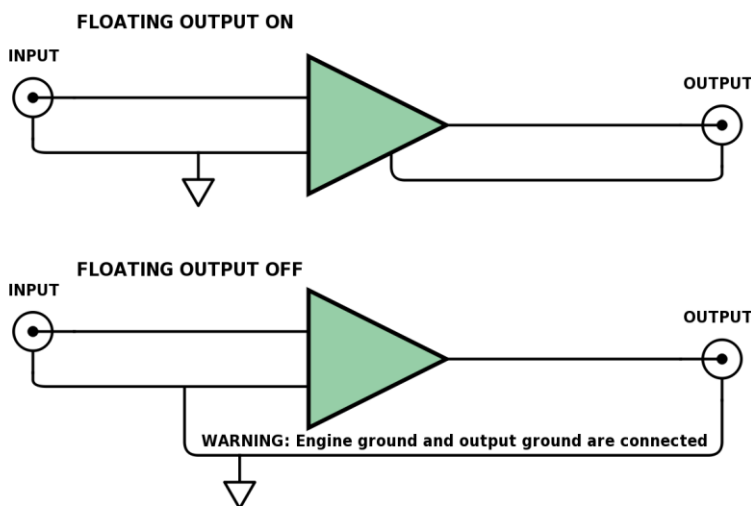 FLOATING OUTPUT ON
INPUT
OUTPUT
FLOATING OUTPUT OFF
INPUT
OUTPUT
WARNING: Engine ground and output ground are connected